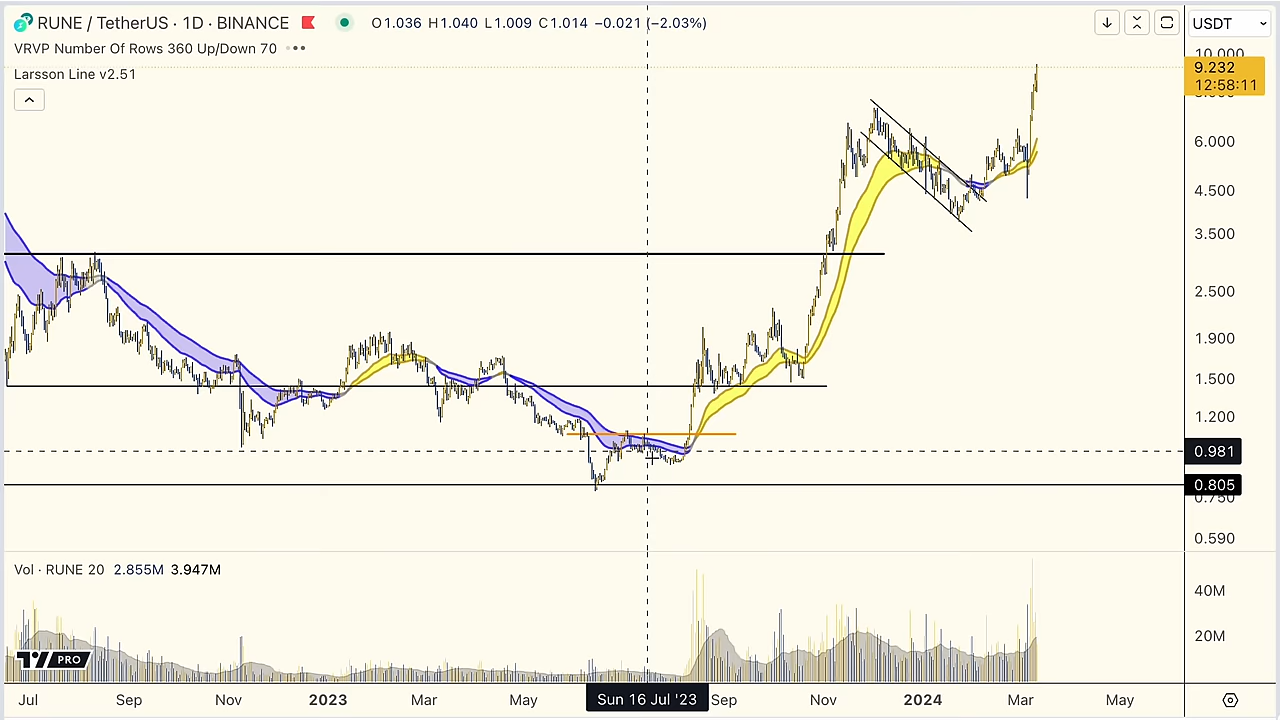 RUNE / TetherUS · 1D · BINANCE O1.036 H1.040 L1.009 C1.014 −0.021 (−2.03%)
USDT
VRVP Number Of Rows 360 Up/Down 70
Larsson Line v2.51
10.000
9.232
12:58:11
6.000
4.500
3.500
2.500
1.900
1.500
1.200
0.981
0.805
0.750
0.590
Vol · RUNE 20 2.855M 3.947M
40M
20M
PRO
Jul Sep Nov 2023 Mar May Sun 16 Jul '23 Sep Nov 2024 Mar May